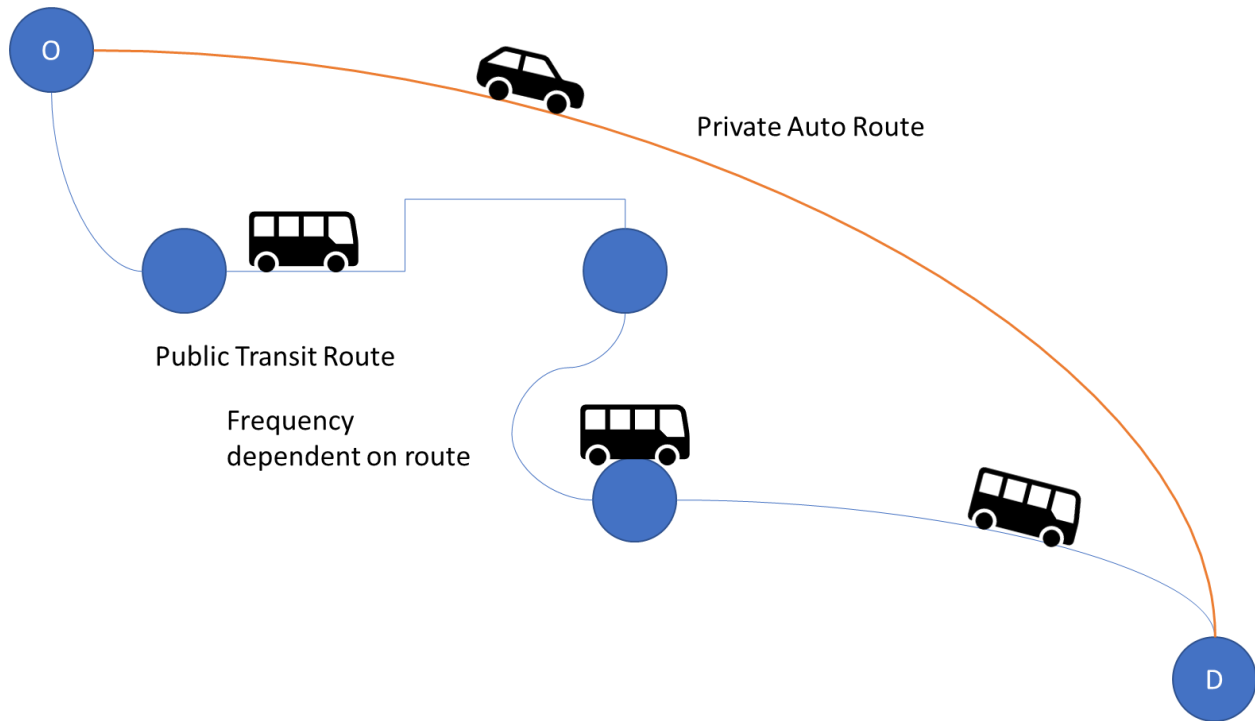 O
Private Auto Route
Public Transit Route
Frequency
dependent on route
D